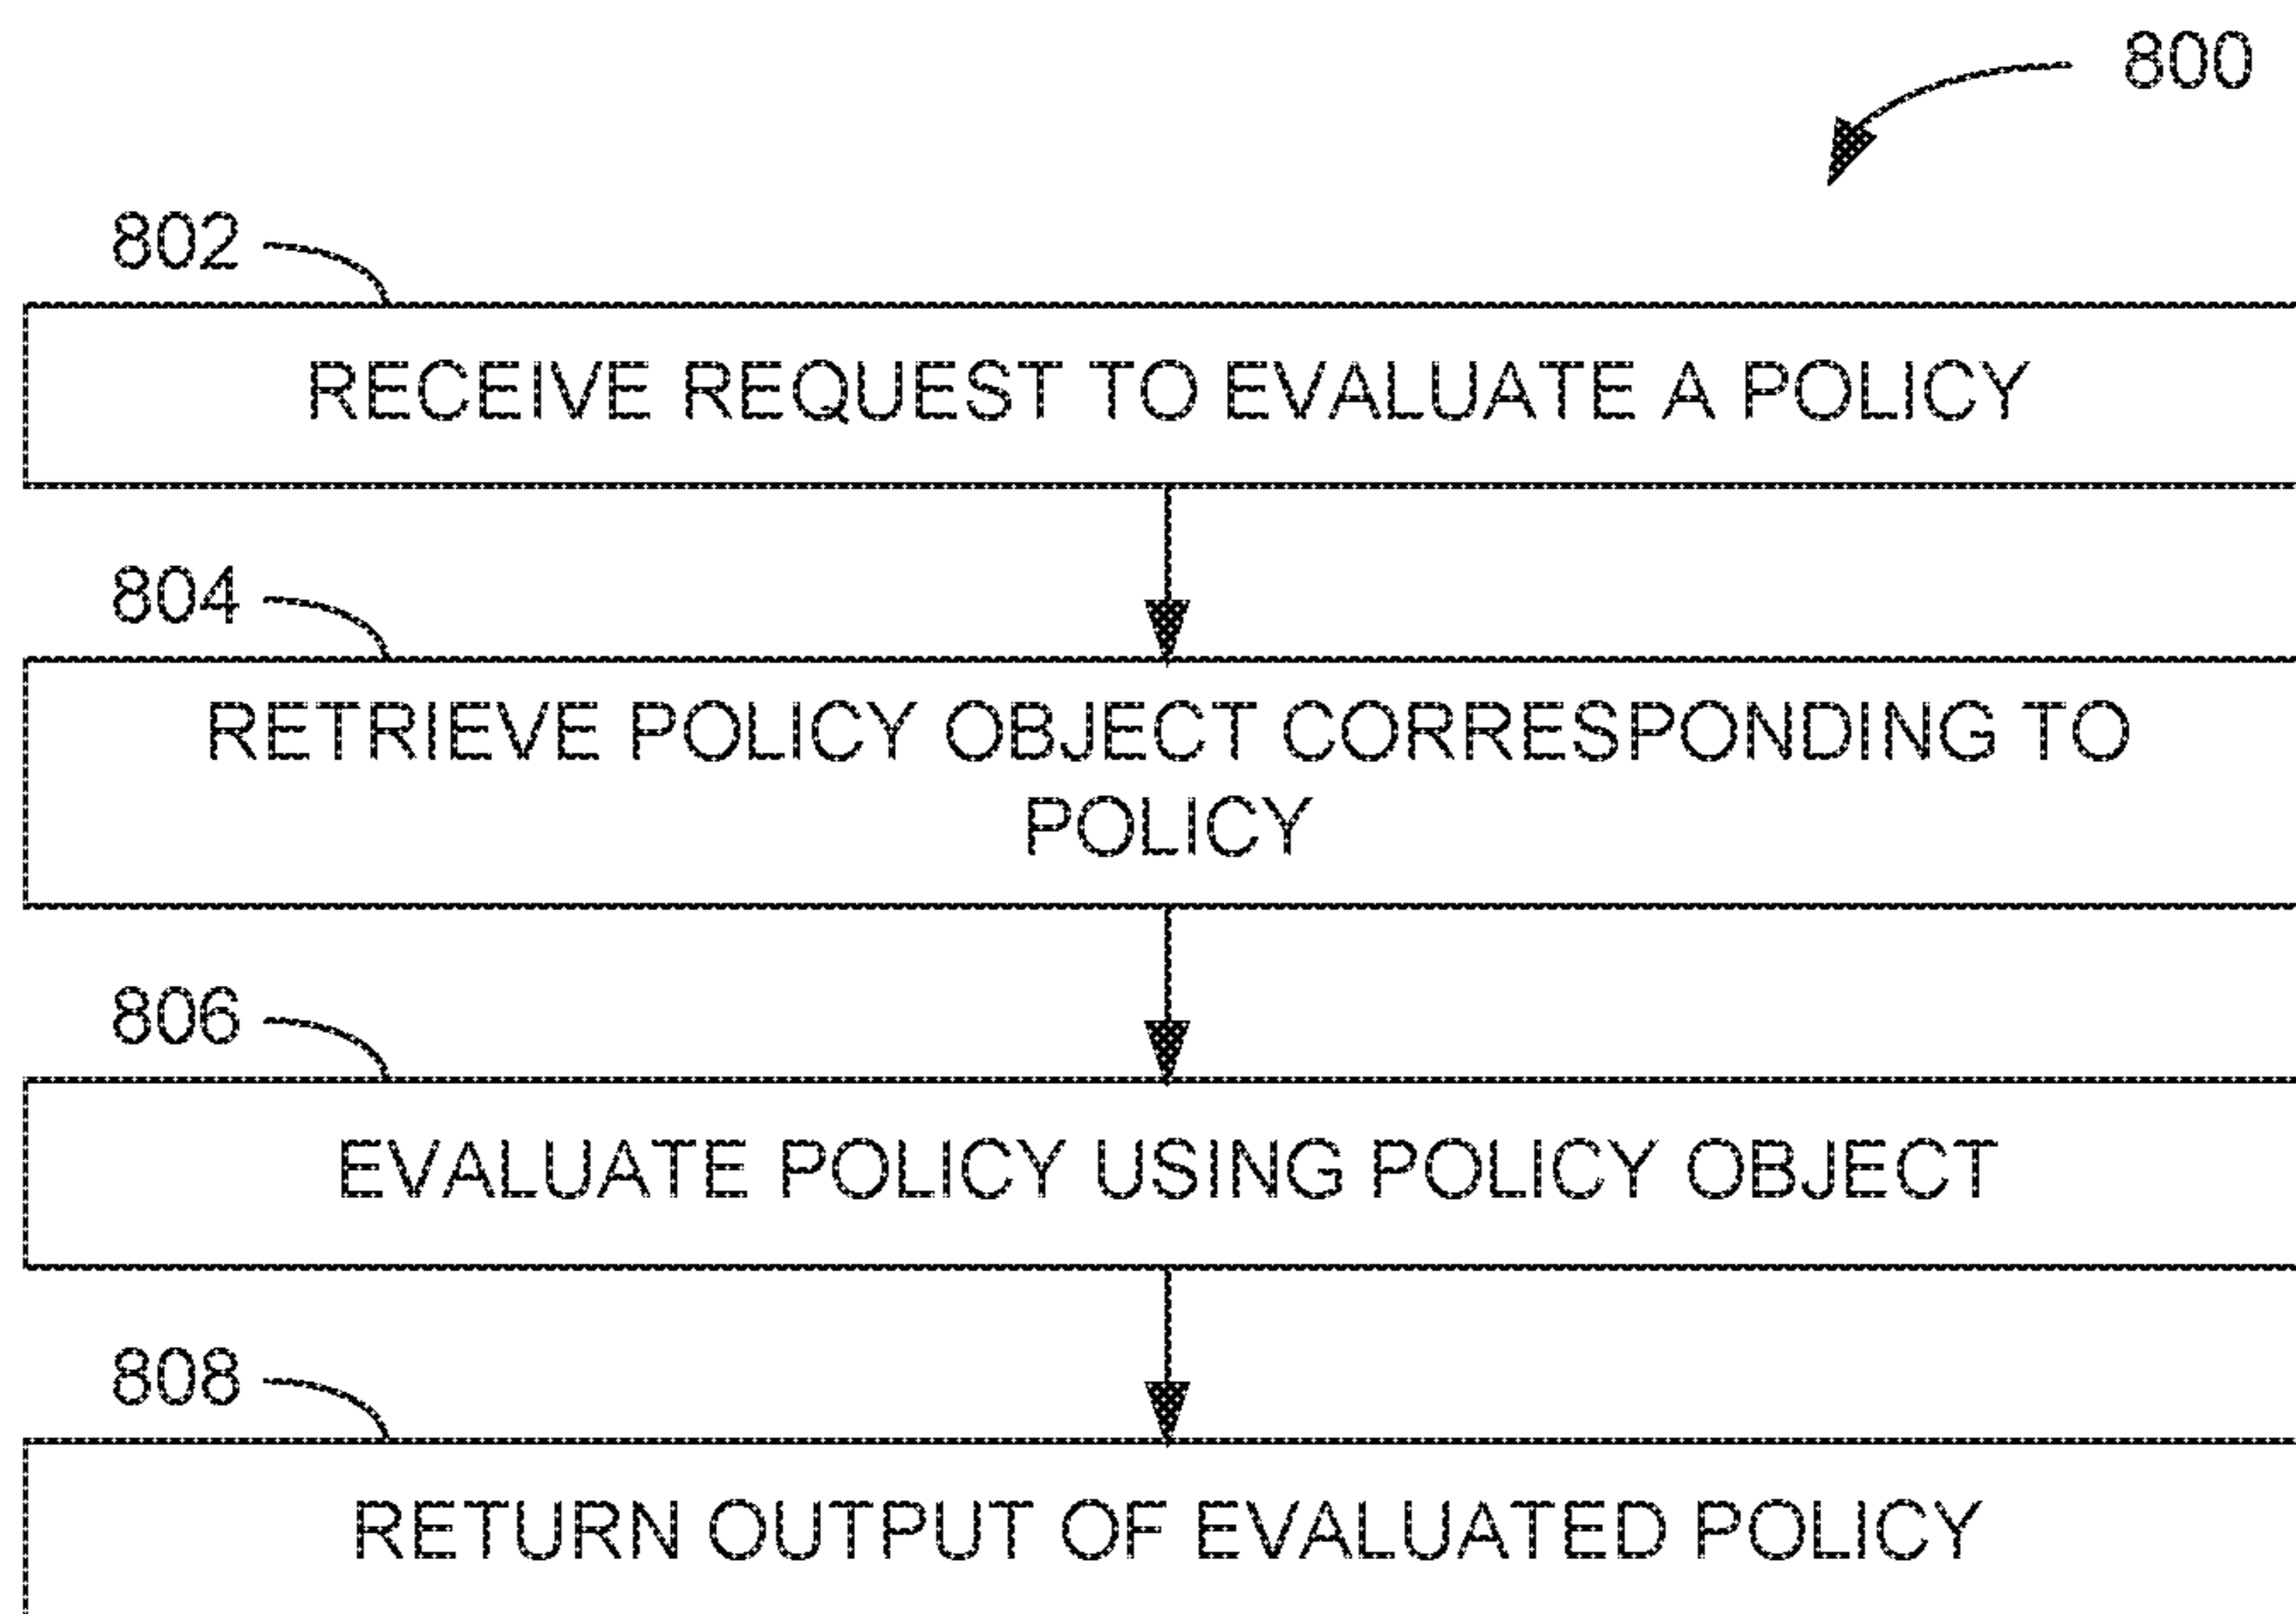 800
802
RECEIVE REQUEST TO EVALUATE A POLICY
804
RETRIEVE POLICY OBJECT CORRESPONDING TO
POLICY
806
EVALUATE POLICY USING POLICY OBJECT
808
RETURN OUTPUT OF EVALUATED POLICY